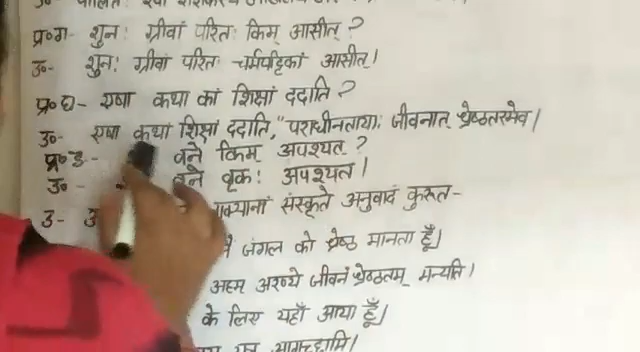 प्र०ग- शुनः ग्रीवां परितः किम् आसीत् ?
उ०- शुनः ग्रीवां परितः चर्मपट्टिकां आसीत्।
प्र०घ- एषा कथा कां शिक्षां ददाति ?
उ०- एषा कथां शिक्षां ददाति, "पराधीनतायाः जीवनात् श्रेष्ठतरमेव।
प्र०ङ- वने किम् अपश्यत् ?
उ०- वने वृकः अपश्यत्।
3- संस्कृते अनुवादं कुरूत-
जंगल को श्रेष्ठ मानता हूँ।
अहम् अरण्ये जीवनं श्रेष्ठतम् मन्यति।
के लिए यहाँ आया हूँ।